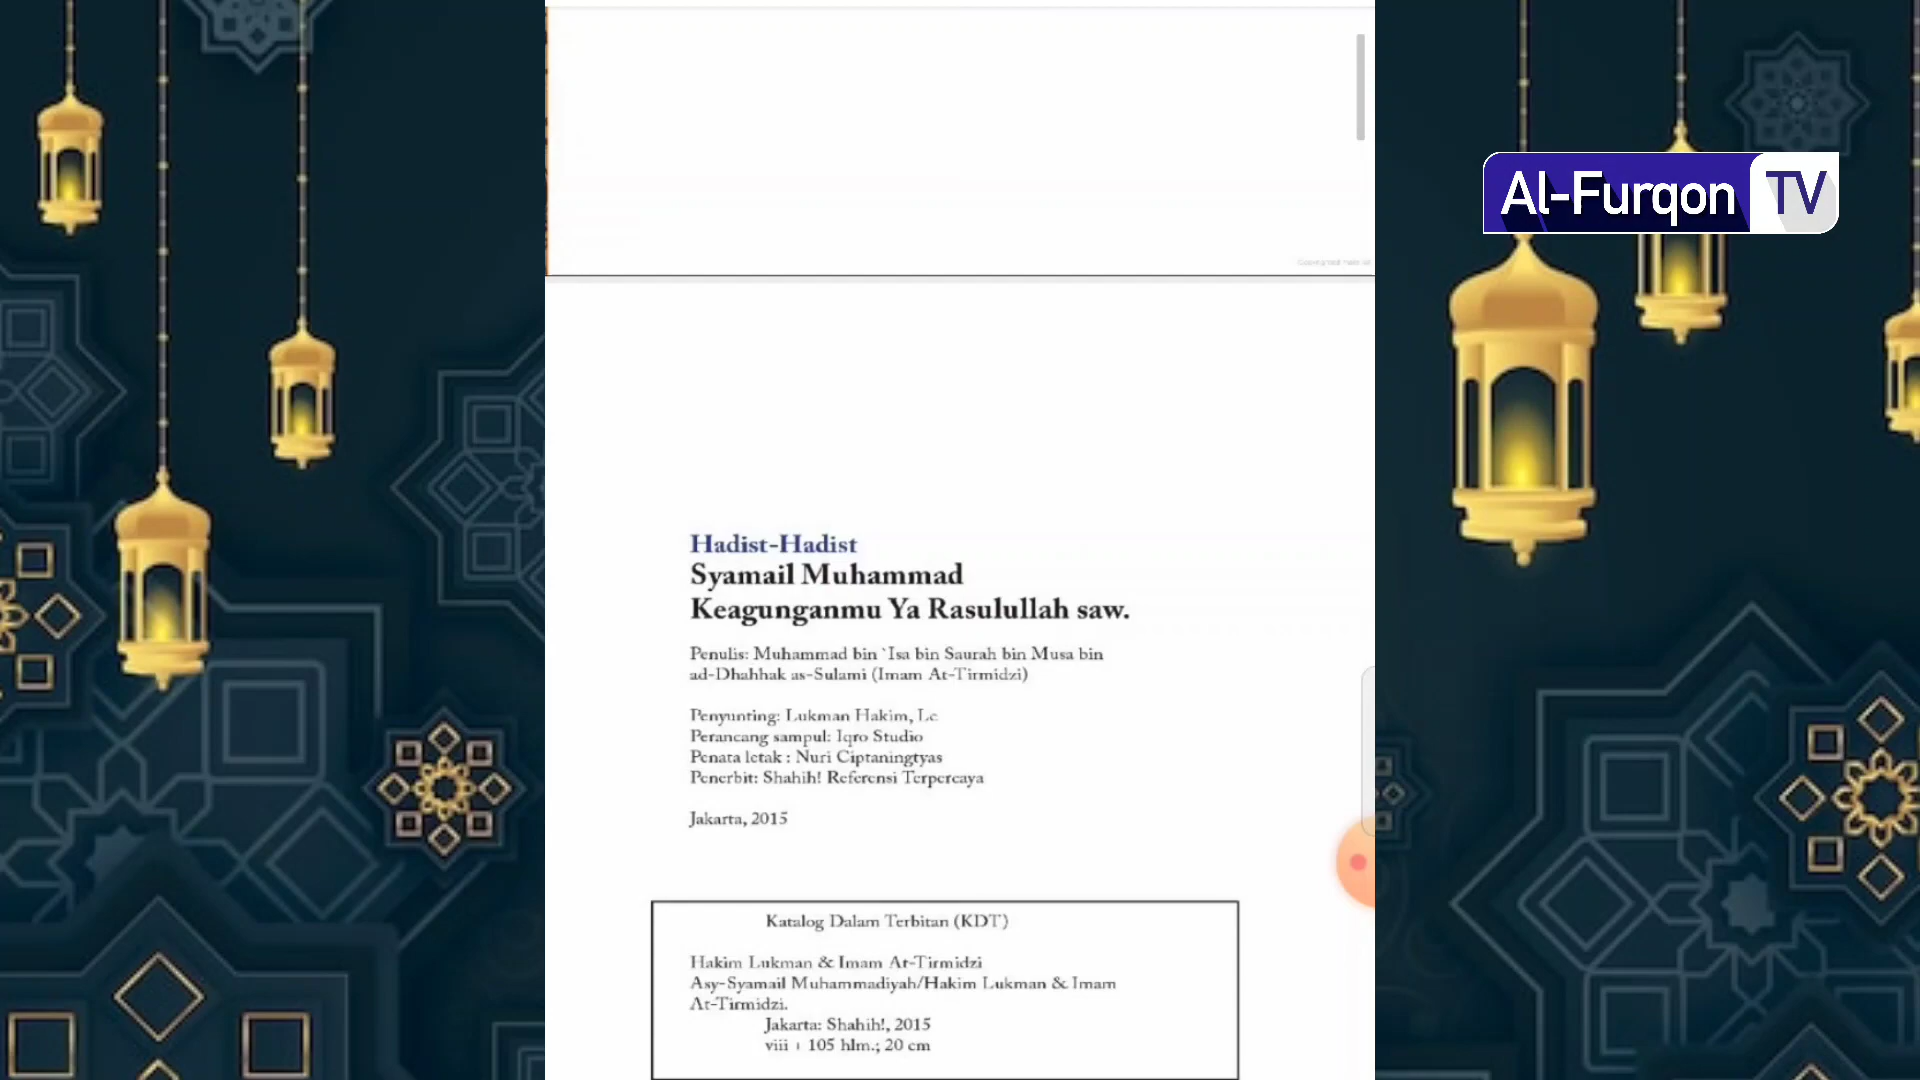 Al-Furqon TV
Hadist-Hadist
Syamail Muhammad
Keagunganmu Ya Rasulullah saw.
Penulis: Muhammad bin `Isa bin Saurah bin Musa bin
ad-Dhahhak as-Sulami (Imam At-Tirmidzi)
Penyunting: Lukman Hakim, Lc
Perancang sampul: Iqro Studio
Penata letak : Nuri Ciptaningtyas
Penerbit: Shahih! Referensi Terpercaya
Jakarta, 2015
Katalog Dalam Terbitan (KDT)
Hakim Lukman & Imam At-Tirmidzi
Asy-Syamail Muhammadiyah/Hakim Lukman & Imam
At-Tirmidzi.
Jakarta: Shahih!, 2015
viii + 105 hlm.; 20 cm